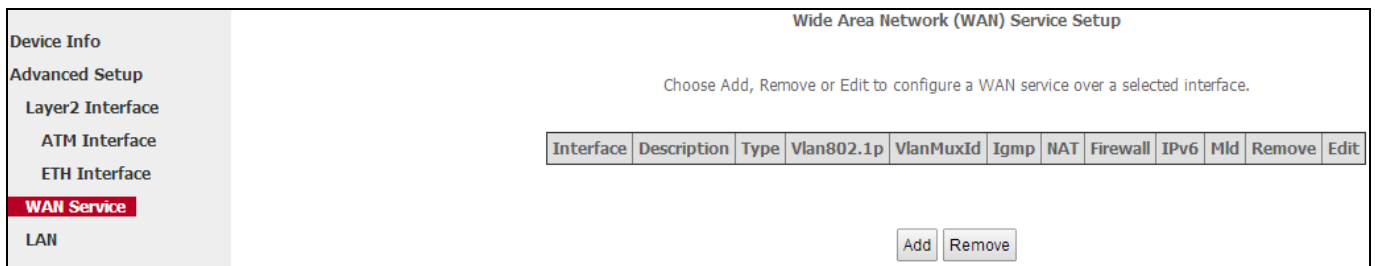 Device Info
Advanced Setup
Layer2 Interface
ATM Interface
ETH Interface
WAN Service
LAN
Wide Area Network (WAN) Service Setup
Choose Add, Remove or Edit to configure a WAN service over a selected interface.
Interface Description Type Vlan802.1p VlanMuxId Igmp NAT Firewall IPv6 Mld Remove Edit
Add Remove